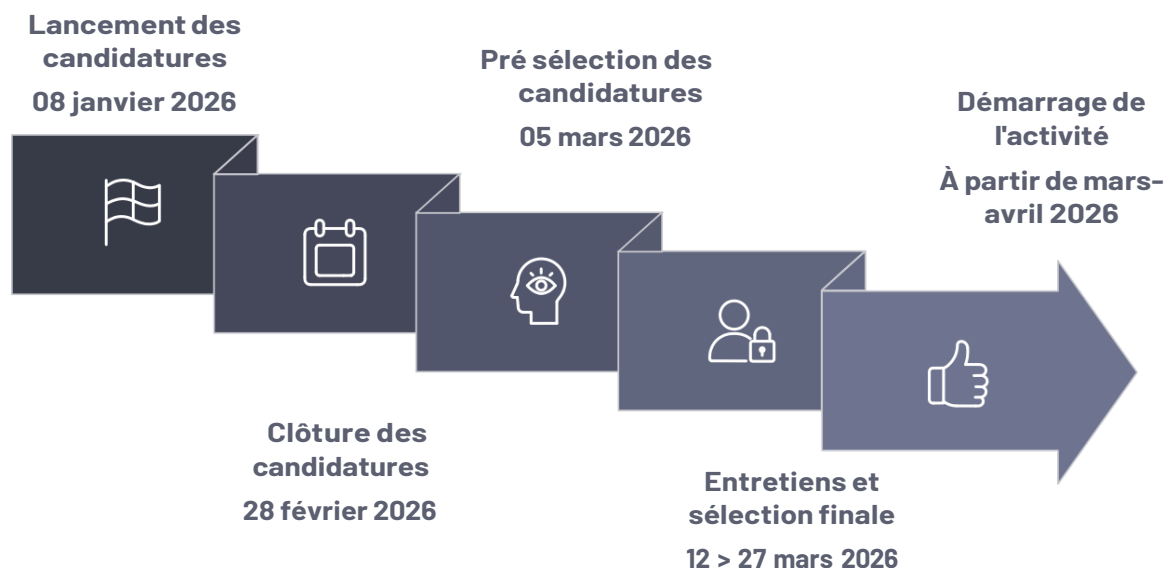 Lancement des
candidatures
08 janvier 2026
Clôture des
candidatures
28 février 2026
Pré sélection des
candidatures
05 mars 2026
Entretiens et
sélection finale
12 > 27 mars 2026
Démarrage de
l'activité
À partir de mars-
avril 2026